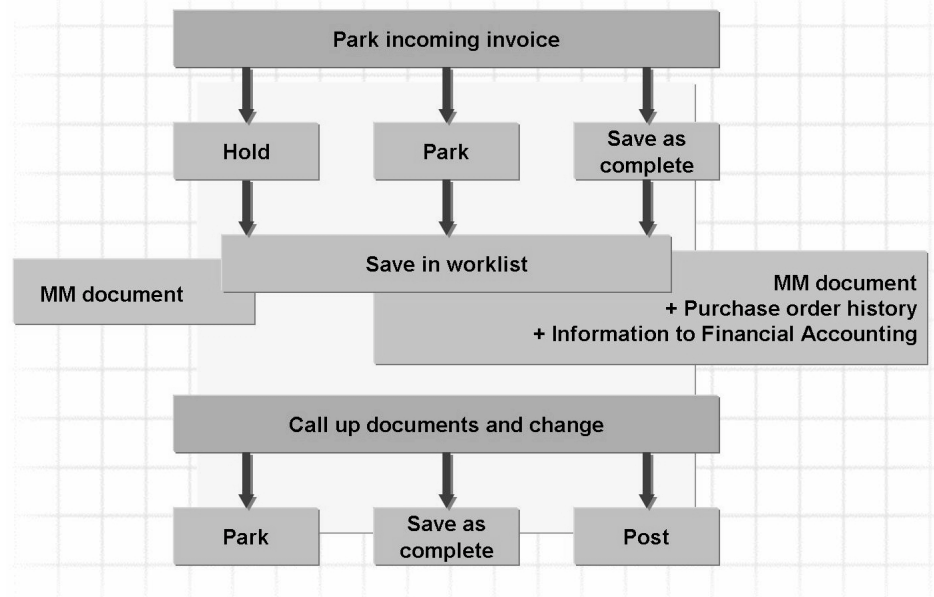 Park incoming invoice
Hold
Park
Save as
complete
Save in worklist
MM document
MM document
+ Purchase order history
+ Information to Financial Accounting
Call up documents and change
Park
Save as
complete
Post